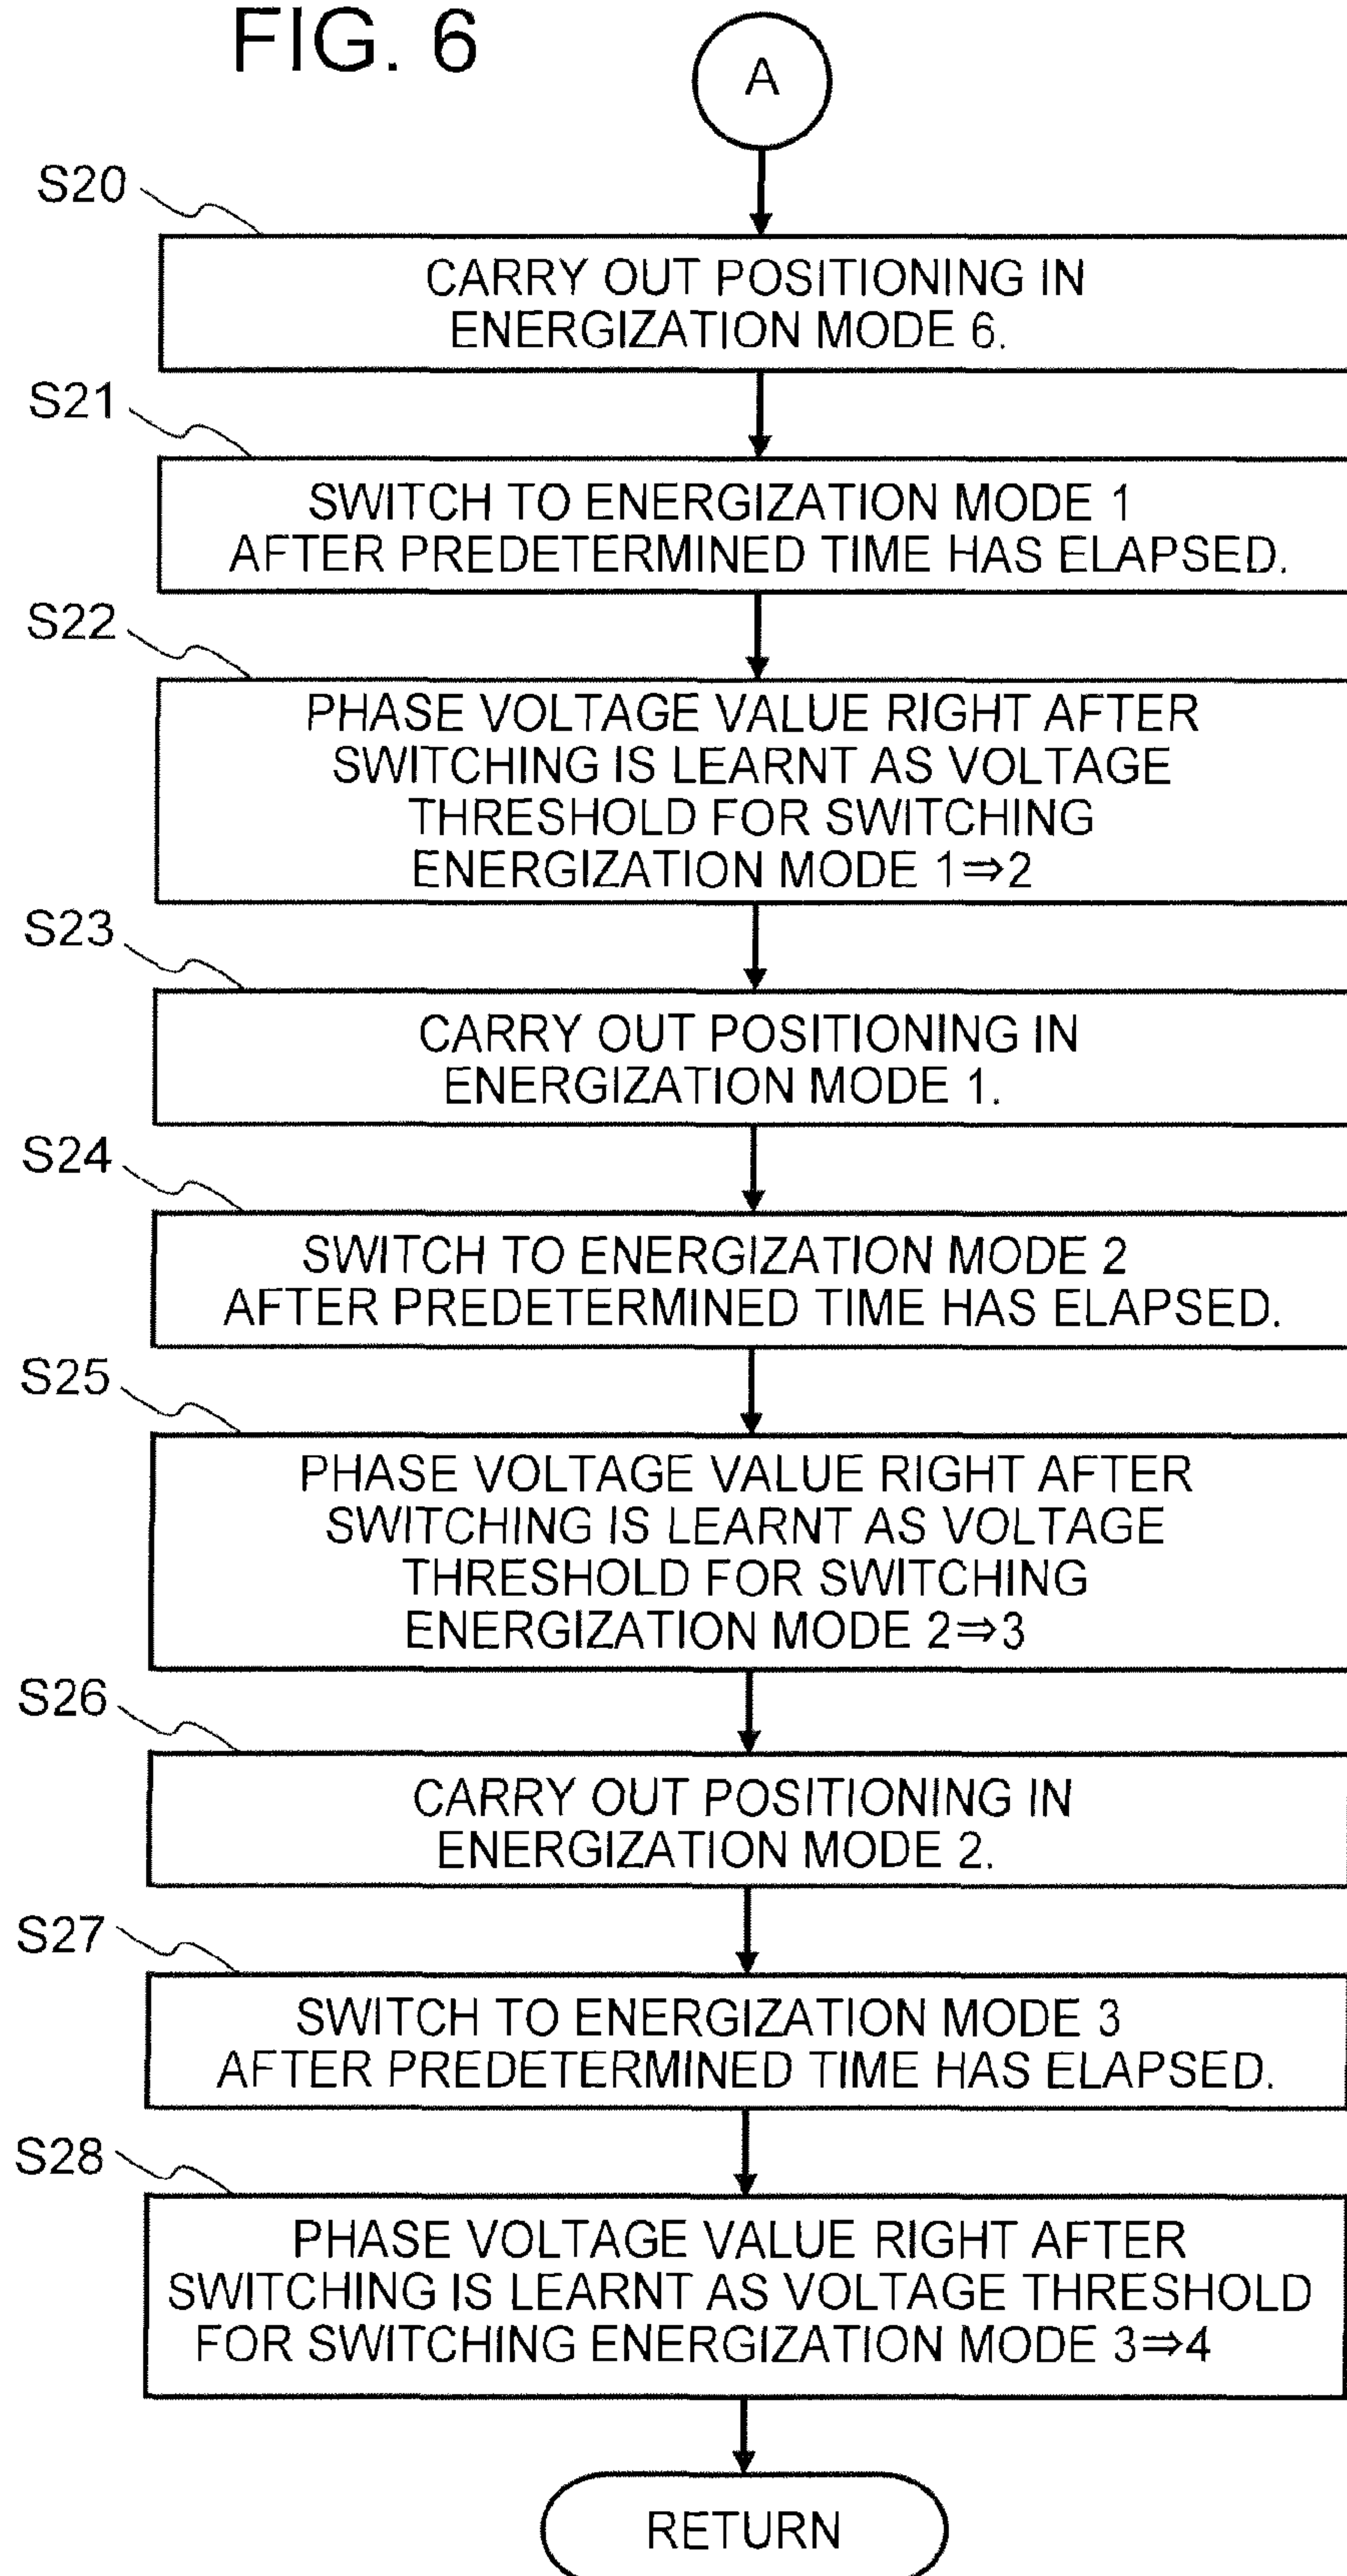 FIG. 6
A
S20
CARRY OUT POSITIONING IN
ENERGIZATION MODE 6.
S21
SWITCH TO ENERGIZATION MODE 1
AFTER PREDETERMINED TIME HAS ELAPSED.
S22
PHASE VOLTAGE VALUE RIGHT AFTER
SWITCHING IS LEARNT AS VOLTAGE
THRESHOLD FOR SWITCHING
ENERGIZATION MODE 1⇒2
S23
CARRY OUT POSITIONING IN
ENERGIZATION MODE 1.
S24
SWITCH TO ENERGIZATION MODE 2
AFTER PREDETERMINED TIME HAS ELAPSED.
S25
PHASE VOLTAGE VALUE RIGHT AFTER
SWITCHING IS LEARNT AS VOLTAGE
THRESHOLD FOR SWITCHING
ENERGIZATION MODE 2⇒3
S26
CARRY OUT POSITIONING IN
ENERGIZATION MODE 2.
S27
SWITCH TO ENERGIZATION MODE 3
AFTER PREDETERMINED TIME HAS ELAPSED.
S28
PHASE VOLTAGE VALUE RIGHT AFTER
SWITCHING IS LEARNT AS VOLTAGE THRESHOLD
FOR SWITCHING ENERGIZATION MODE 3⇒4
RETURN